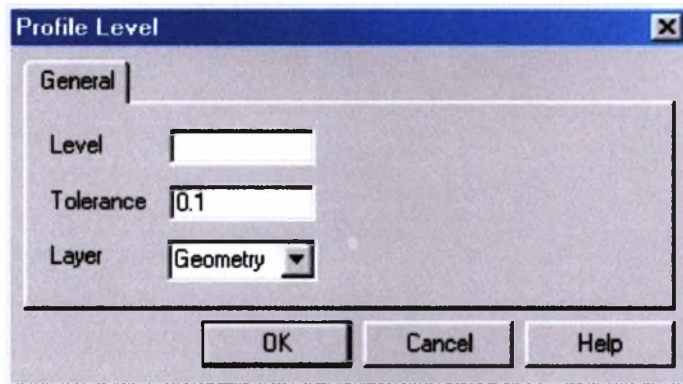 Profile Level
General
Level
Tolerance 0.1
Layer Geometry
OK Cancel Help